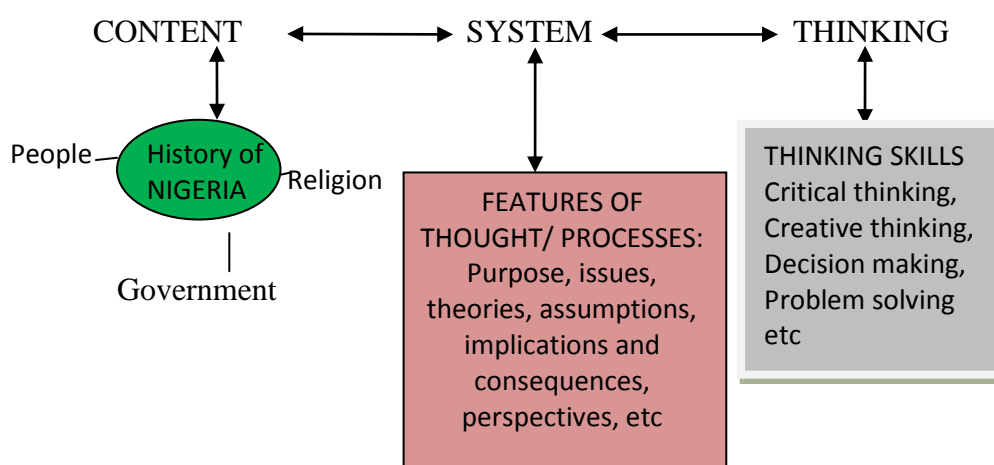 CONTENT
SYSTEM
THINKING
People
History of
NIGERIA
Religion
Government
FEATURES OF
THOUGHT/ PROCESSES:
Purpose, issues,
theories, assumptions,
implications and
consequences,
perspectives, etc
THINKING SKILLS
Critical thinking,
Creative thinking,
Decision making,
Problem solving
etc